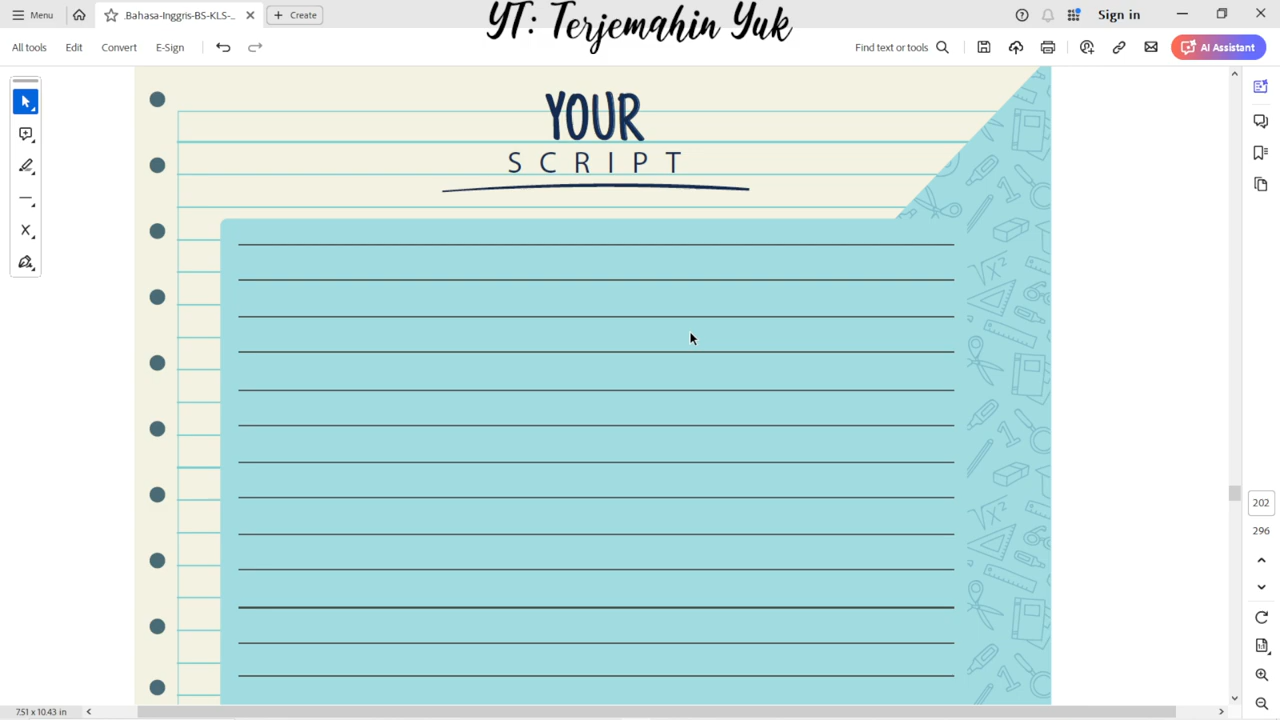 Menu
.Bahasa-Inggris-BS-KLS-...
Create
YT: Terjemahin Yuk
Sign in
All tools
Edit
Convert
E-Sign
Find text or tools
AI Assistant
YOUR
SCRIPT
202
296
7.51 x 10.43 in